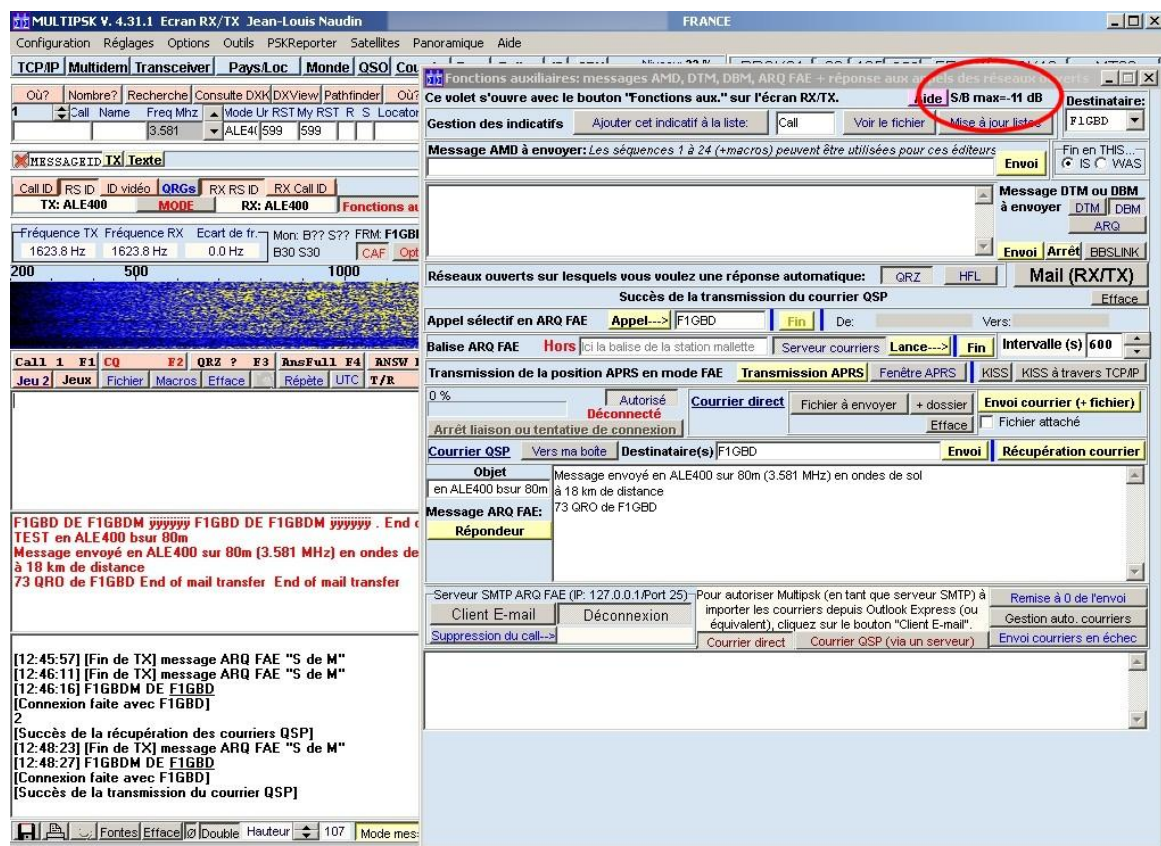 MULTIPSK V. 4.31.1 Ecran RX/TX Jean-Louis Naudin FRANCE
Configuration Réglages Options Outils PSKReporter Satellites Panoramique Aide
TCP/IP Multidem Transceiver Pays/Loc Monde QSO
Où? Nombre? Recherche Consulte DXK DXView Pathfinder Où?
1 Call Name Freq Mhz Mode Ur RST My RST R S Locator
3.581 ALE4( 599 599
MESSAGEID TX Texte
Call ID RS ID ID vidéo QRGs RX RS ID RX Call ID
TX: ALE400 MODE RX: ALE400 Fonctions au
Fréquence TX Fréquence RX Ecart de fr. Mon: B?? S?? FRM: F1GBI
1623.8 Hz 1623.8 Hz 0.0 Hz B30 S30 CAF Opt
200 500 1000
Call 1 F1 CQ F2 QRZ ? F3 AnsFull F4 ANSW
Jeu 2 Jeux Fichier Macros Efface Répète UTC T/R
F1GBD DE F1GBDM ÿÿÿÿÿÿ F1GBD DE F1GBDM ÿÿÿÿÿÿ . End
TEST en ALE400 bsur 80m
Message envoyé en ALE400 sur 80m (3.581 MHz) en ondes de
à 18 km de distance
73 QRO de F1GBD End of mail transfer End of mail transfer
[12:45:57] [Fin de TX] message ARQ FAE "S de M"
[12:46:11] [Fin de TX] message ARQ FAE "S de M"
[12:46:16] F1GBDM DE F1GBD
[Connexion faite avec F1GBD]
2
[Succès de la récupération des courriers QSP]
[12:48:23] [Fin de TX] message ARQ FAE "S de M"
[12:48:27] F1GBDM DE F1GBD
[Connexion faite avec F1GBD]
[Succès de la transmission du courrier QSP]
Fontes Efface Ø Double Hauteur 107 Mode mes
Fonctions auxiliaires: messages AMD, DTM, DBM, ARQ FAE + réponse aux appels des réseaux ouverts
Ce volet s'ouvre avec le bouton "Fonctions aux." sur l'écran RX/TX. Aide S/B max=-11 dB Destinataire:
Gestion des indicatifs Ajouter cet indicatif à la liste: Call Voir le fichier Mise à jour listes F1GBD
Message AMD à envoyer: Les séquences 1 à 24 (+macros) peuvent être utilisées pour ces éditeurs Envoi
Fin en THIS...
IS WAS
Message DTM ou DBM
à envoyer DTM DBM
ARQ
Envoi Arrêt BBSLINK
Réseaux ouverts sur lesquels vous voulez une réponse automatique: QRZ HFL Mail (RX/TX)
Succès de la transmission du courrier QSP Efface
Appel sélectif en ARQ FAE Appel---> F1GBD Fin De: Vers:
Balise ARQ FAE Hors Ici la balise de la station mallette Serveur courriers Lance---> Fin Intervalle (s) 600
Transmission de la position APRS en mode FAE Transmission APRS Fenêtre APRS KISS KISS à travers TCP/IP
0 % Autorisé Courrier direct Fichier à envoyer + dossier Envoi courrier (+ fichier)
Déconnecté
Arrêt liaison ou tentative de connexion Efface Fichier attaché
Courrier QSP Vers ma boîte Destinataire(s) F1GBD Envoi Récupération courrier
Objet
en ALE400 bsur 80m
Message ARQ FAE:
Répondeur
Message envoyé en ALE400 sur 80m (3.581 MHz) en ondes de sol
à 18 km de distance
73 QRO de F1GBD
Serveur SMTP ARQ FAE (IP: 127.0.0.1/Port 25)
Client E-mail Déconnexion
Suppression du call-->
Pour autoriser Multipsk (en tant que serveur SMTP) à
importer les courriers depuis Outlook Express (ou
équivalent), cliquez sur le bouton "Client E-mail".
Courrier direct Courrier QSP (via un serveur)
Remise à 0 de l'envoi
Gestion auto. courriers
Envoi courriers en échec